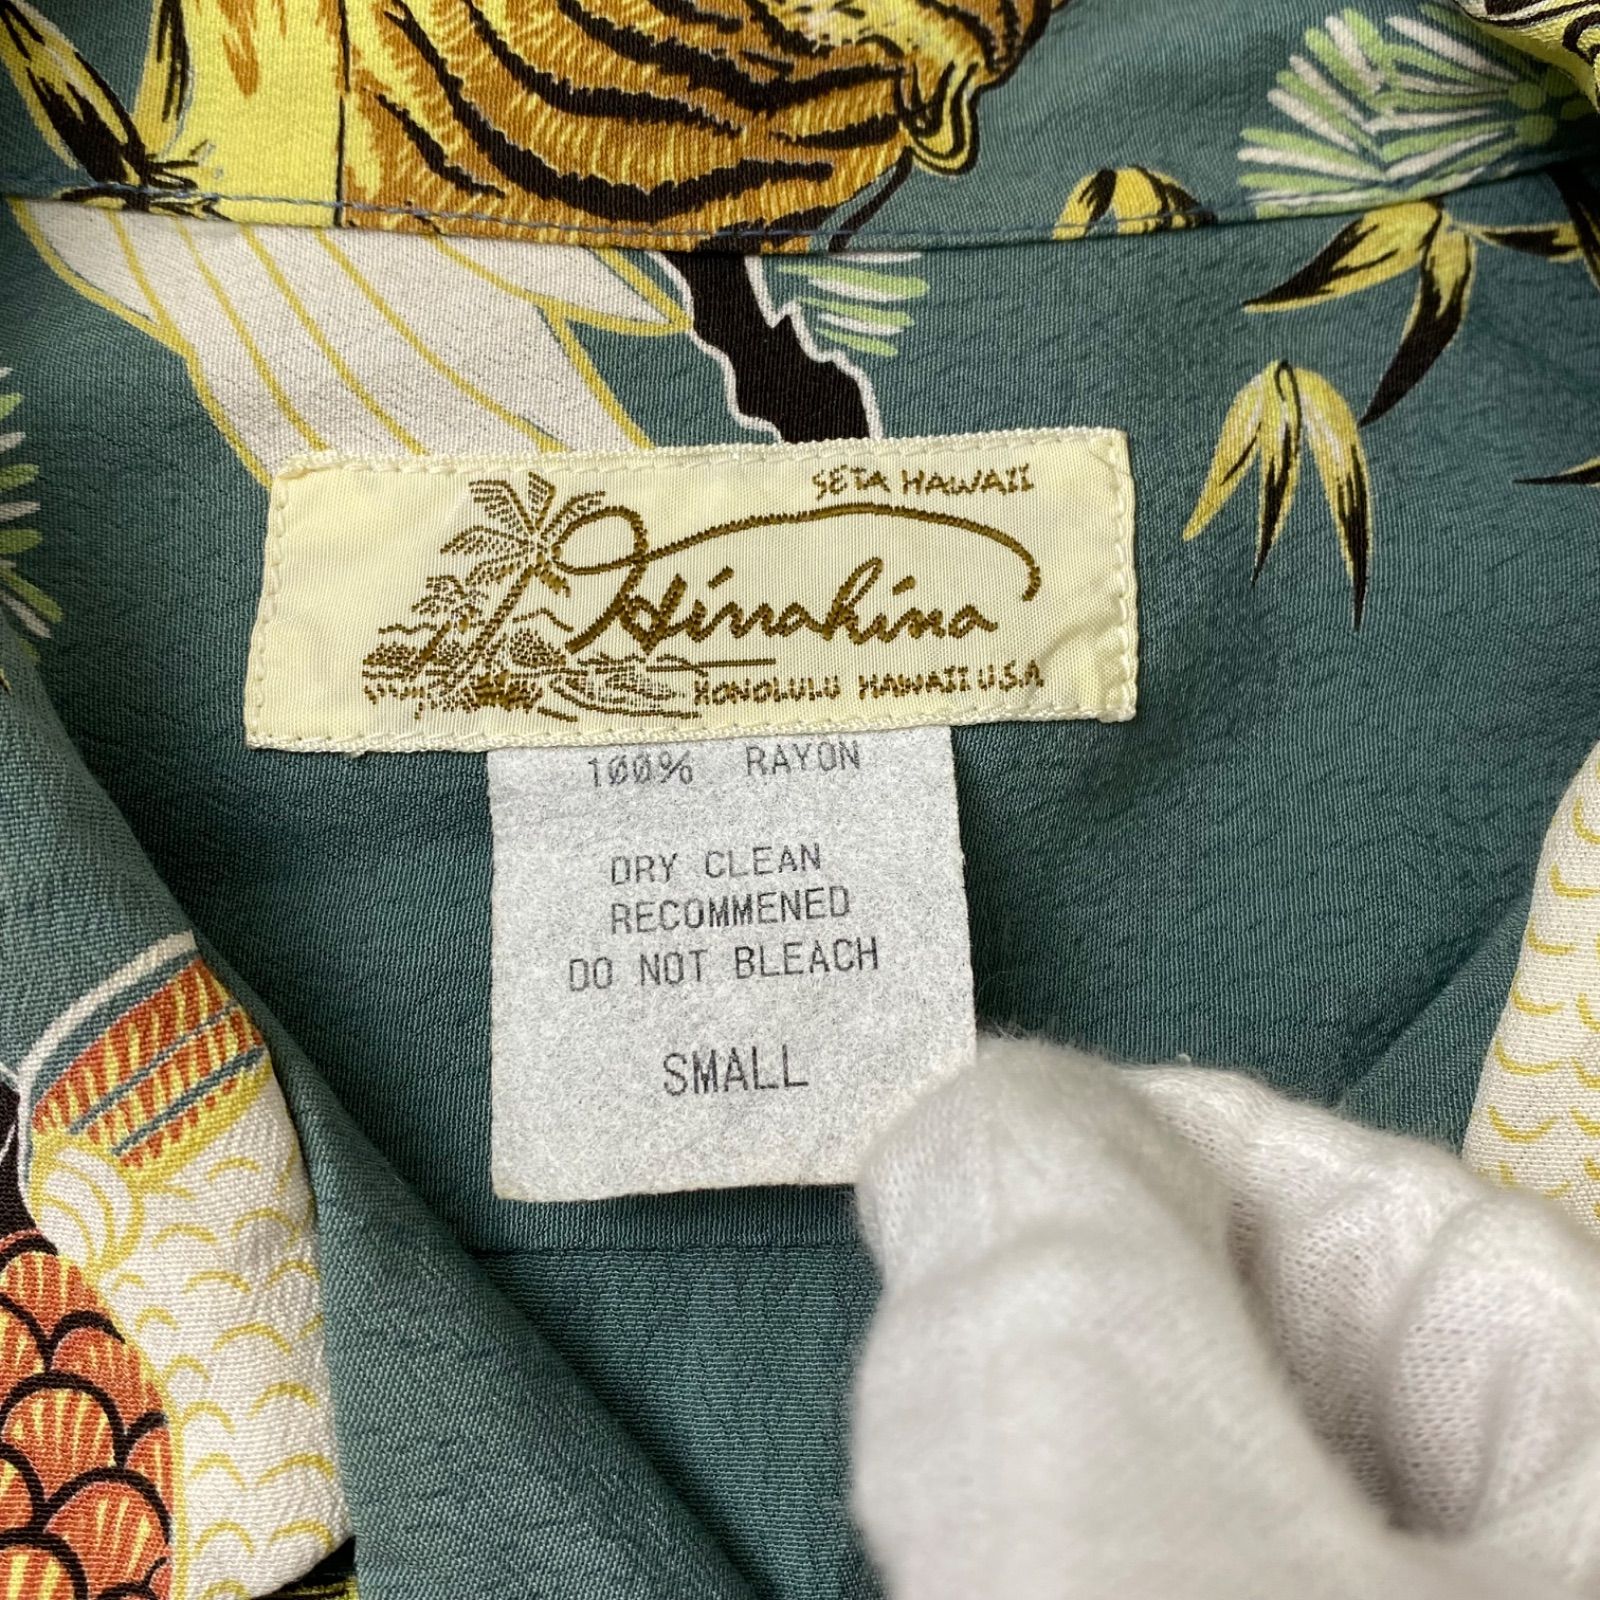 SETA HAWAII
Hinahina
HONOLULU HAWAII U.S.A
100% RAYON
DRY CLEAN
RECOMMENED
DO NOT BLEACH
SMALL